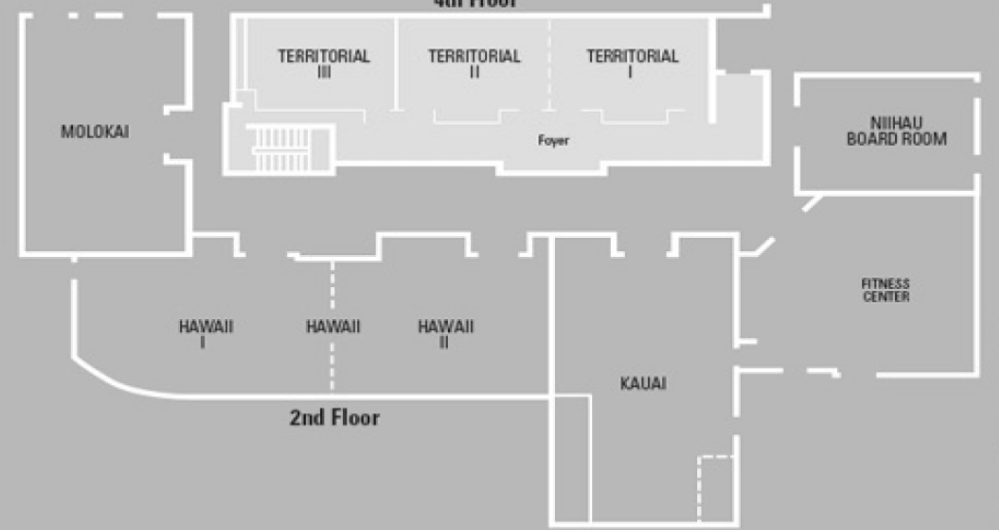 4th Floor
TERRITORIAL
III
TERRITORIAL
II
TERRITORIAL
I
MOLOKAI
NIIHAU
BOARD ROOM
Foyer
FITNESS
CENTER
HAWAII
I
HAWAII
HAWAII
II
KAUAI
2nd Floor